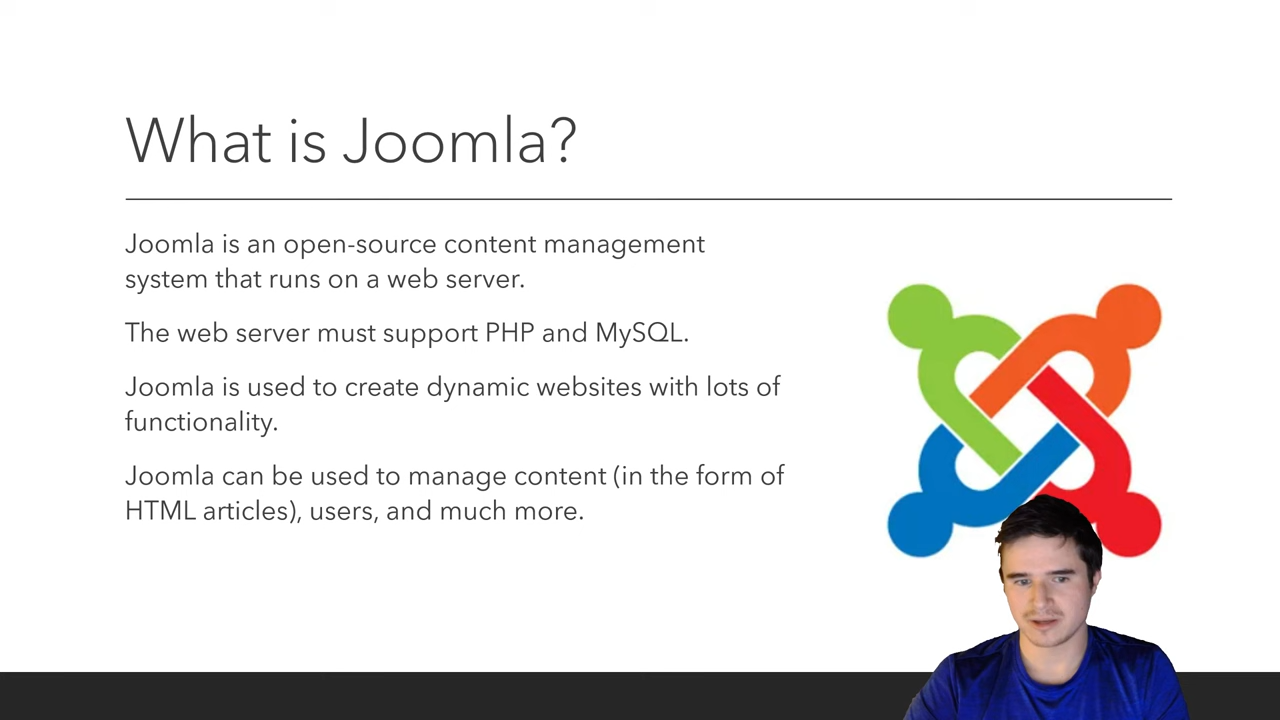 What is Joomla?
Joomla is an open-source content management
system that runs on a web server.
The web server must support PHP and MySQL.
Joomla is used to create dynamic websites with lots of
functionality.
Joomla can be used to manage content (in the form of
HTML articles), users, and much more.